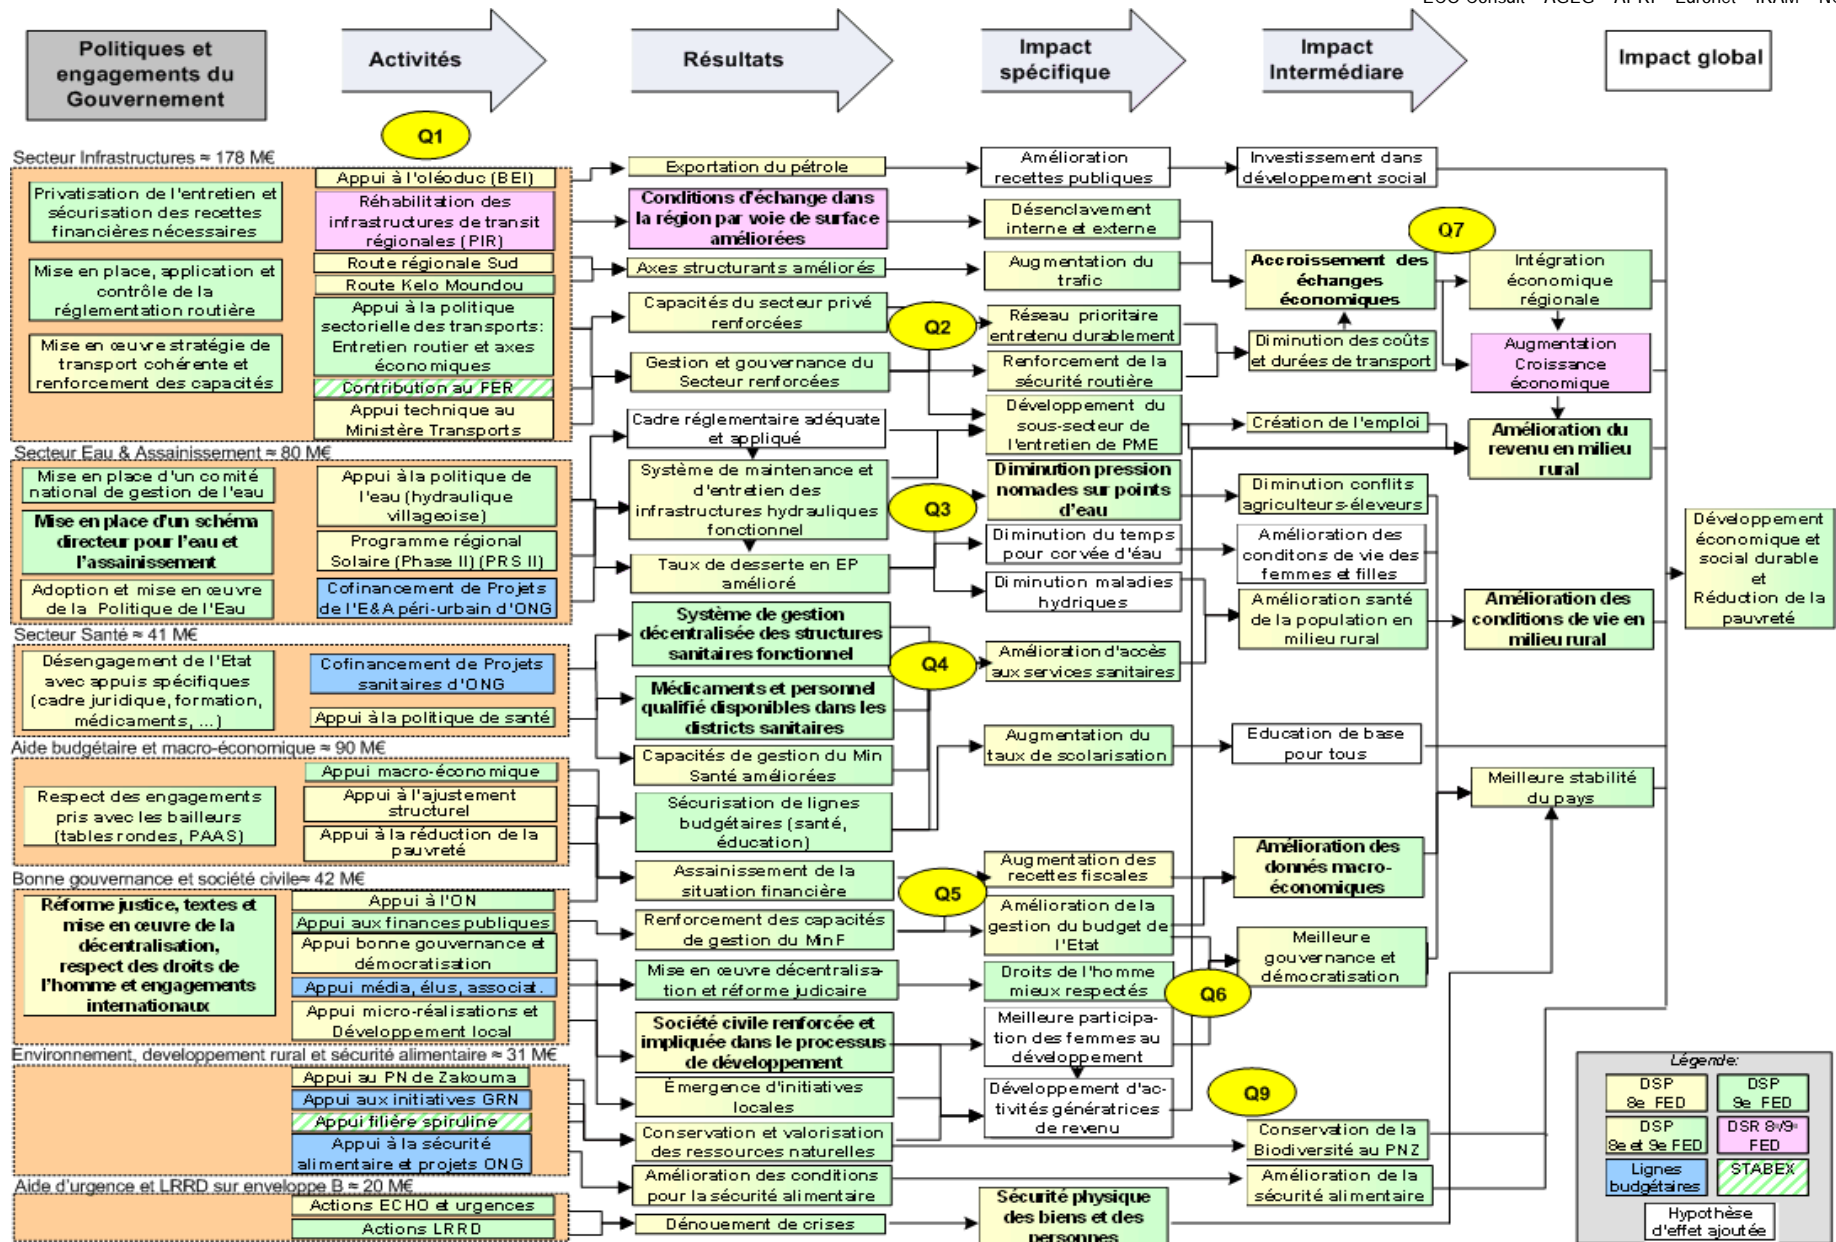 ECO Consult – AGEG – APRI – Euronet – IRAM – N
Politiques et
engagements du
Gouvernement
Activités
Résultats
Impact
spécifique
Impact
Intermédiare
Impact global
Q1
Secteur Infrastructures ≈ 178 M€
Privatisation de l'entretien et
sécurisation des recettes
financières nécessaires
Mise en place, application et
contrôle de la
réglementation routière
Mise en œuvre stratégie de
transport cohérente et
renforcement des capacités
Appui à l'oléoduc (BEI)
Réhabilitation des
infrastructures de transit
régionales (PIR)
Route régionale Sud
Route Kelo Moundou
Appui à la politique
sectorielle des transports:
Entretien routier et axes
économiques
Contribution au FER
Appui technique au
Ministère Transports
Exportation du pétrole
Conditions d'échange dans
la région par voie de surface
améliorées
Axes structurants améliorés
Capacités du secteur privé
renforcées
Gestion et gouvernance du
Secteur renforcées
Cadre réglementaire adéquate
et appliqué
Q2
Amélioration
recettes publiques
Désenclavement
interne et externe
Augmentation du
trafic
Réseau prioritaire
entretenu durablement
Renforcement de la
sécurité routière
Développement du
sous-secteur de
l'entretien de PME
Investissement dans
développement social
Q7
Accroissement des
échanges
économiques
Diminution des coûts
et durées de transport
Création de l'emploi
Intégration
économique
régionale
Augmentation
Croissance
économique
Amélioration du
revenu en milieu
rural
Secteur Eau & Assainissement ≈ 80 M€
Mise en place d'un comité
national de gestion de l'eau
Mise en place d'un schéma
directeur pour l'eau et
l'assainissement
Adoption et mise en œuvre
de la Politique de l'Eau
Appui à la politique de
l'eau (hydraulique
villageoise)
Programme régional
Solaire (Phase II) (PRS II)
Cofinancement de Projets
de l'E&A péri-urbain d'ONG
Système de maintenance et
d'entretien des
infrastructures hydrauliques
fonctionnel
Taux de desserte en EP
amélioré
Q3
Diminution pression
nomades sur points
d'eau
Diminution du temps
pour corvée d'éau
Diminution maladies
hydriques
Diminution conflits
agriculteurs-éleveurs
Amélioration des
conditons de vie des
femmes et filles
Amélioration santé
de la population en
milieu rural
Amélioration des
conditions de vie en
milieu rural
Développement
économique et
social durable
et
Réduction de la
pauvreté
Secteur Santé ≈ 41 M€
Désengagement de l'Etat
avec appuis spécifiques
(cadre juridique, formation,
médicaments, ...)
Cofinancement de Projets
sanitaires d'ONG
Appui à la politique de santé
Système de gestion
décentralisée des structures
sanitaires fonctionnel
Médicaments et personnel
qualifié disponibles dans les
districts sanitaires
Capacités de gestion du Min
Santé améliorées
Q4
Amélioration d'accès
aux services sanitaires
Aide budgétaire et macro-économique ≈ 90 M€
Respect des engagements
pris avec les bailleurs
(tables rondes, PAAS)
Appui macro-économique
Appui à l'ajustement
structurel
Appui à la réduction de la
pauvreté
Sécurisation de lignes
budgétaires (santé,
éducation)
Assainissement de la
situation financière
Augmentation du
taux de scolarisation
Education de base
pour tous
Meilleure stabilité
du pays
Augmentation des
recettes fiscales
Amélioration des
donnés macro-
économiques
Q5
Bonne gouvernance et société civile≈ 42 M€
Réforme justice, textes et
mise en œuvre de la
décentralisation,
respect des droits de
l'homme et engagements
internationaux
Appui à l'ON
Appui aux finances publiques
Appui bonne gouvernance et
démocratisation
Appui média, élus, associat.
Appui micro-réalisations et
Développement local
Renforcement des capacités
de gestion du MinF
Mise en œuvre décentralisa-
tion et réforme judicaire
Société civile renforcée et
impliquée dans le processus
de développement
Émergence d'initiatives
locales
Amélioration de la
gestion du budget de
l'Etat
Droits de l'homme
mieux respectés
Meilleure participa-
tion des femmes au
développement
Développement d'ac-
tivités génératrices
de revenu
Q6
Meilleure
gouvernance et
démocratisation
Environnement, developpement rural et sécurité alimentaire ≈ 31 M€
Appui au PN de Zakouma
Appui aux initiatives GRN
Appui filière spiruline
Appui à la sécurité
alimentaire et projets ONG
Conservation et valorisation
des ressources naturelles
Amélioration des conditions
pour la sécurité alimentaire
Q9
Conservation de la
Biodiversité au PNZ
Amélioration de la
sécurité alimentaire
Aide d'urgence et LRRD sur enveloppe B ≈ 20 M€
Actions ECHO et urgences
Actions LRRD
Dénouement de crises
Sécurité physique
des biens et des
personnes
Légende:
DSP
8e FED
DSP
9e FED
DSP
8e et 9e FED
DSR 8e/9e
FED
Lignes
budgétaires
STABEX
Hypothèse
d'effet ajoutée